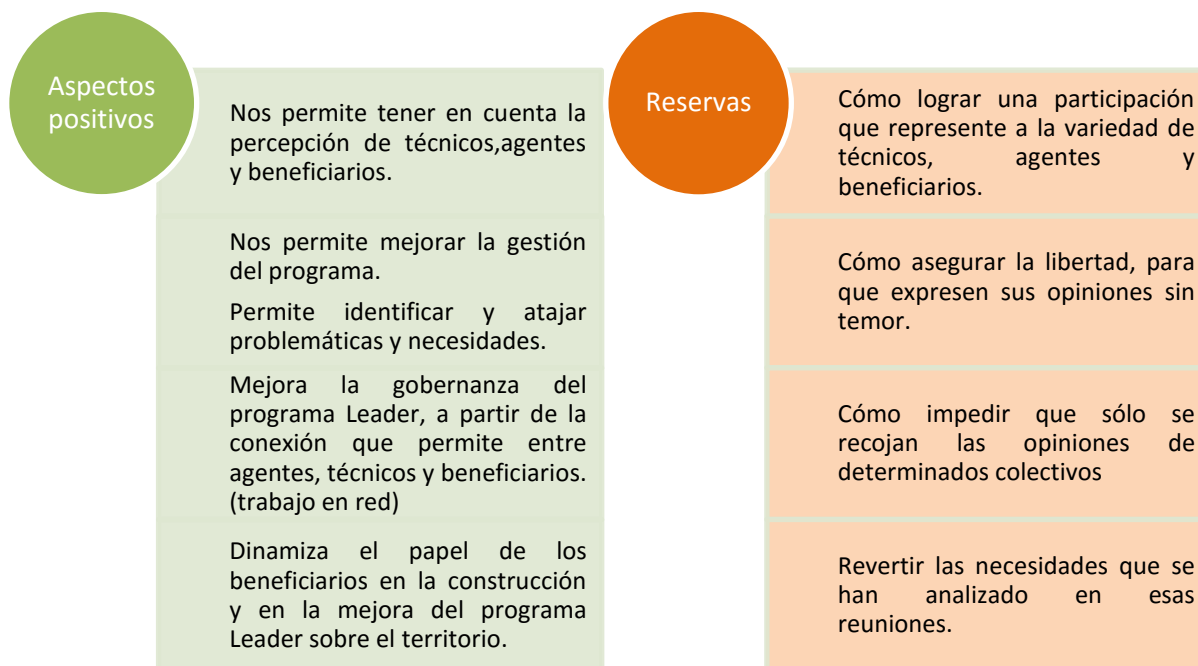 Aspectos
positivos
Nos permite tener en cuenta la
percepción de técnicos,agentes
y beneficiarios.
Nos permite mejorar la gestión
del programa.
Permite identificar y atajar
problemáticas y necesidades.
Mejora la gobernanza del
programa Leader, a partir de la
conexión que permite entre
agentes, técnicos y beneficiarios.
(trabajo en red)
Dinamiza el papel de los
beneficiarios en la construcción
y en la mejora del programa
Leader sobre el territorio.
Reservas
Cómo lograr una participación
que represente a la variedad de
técnicos, agentes y
beneficiarios.
Cómo asegurar la libertad, para
que expresen sus opiniones sin
temor.
Cómo impedir que sólo se
recojan las opiniones de
determinados colectivos
Revertir las necesidades que se
han analizado en esas
reuniones.